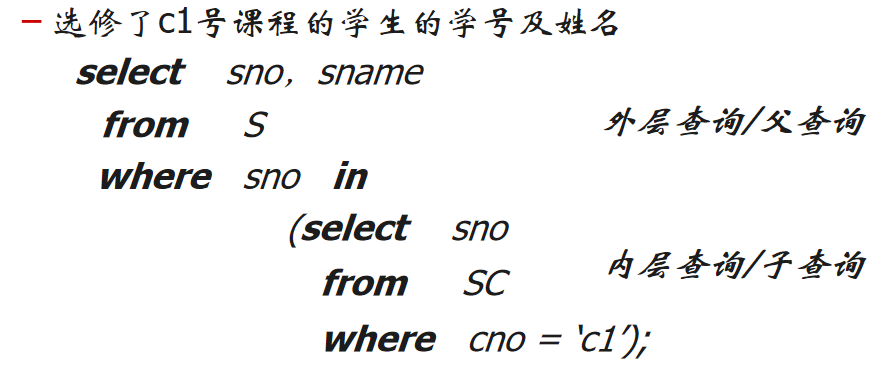 – 选修了c1号课程的学生的学号及姓名
select sno，sname
from S
外层查询/父查询
where sno in
(select sno
内层查询/子查询
from SC
where cno = ‘c1’);